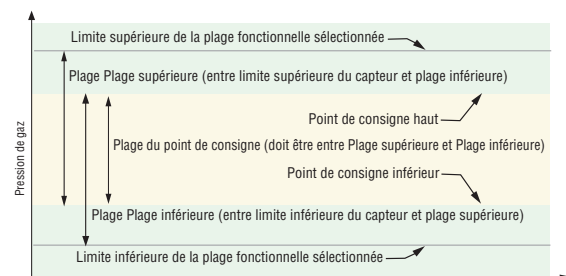 Limite supérieure de la plage fonctionnelle sélectionnée
Plage Plage supérieure (entre limite supérieure du capteur et plage inférieure)
Point de consigne haut
Plage du point de consigne (doit être entre Plage supérieure et Plage inférieure)
Point de consigne inférieur
Plage Plage inférieure (entre limite inférieure du capteur et plage supérieure)
Limite inférieure de la plage fonctionnelle sélectionnée
Pression de gaz